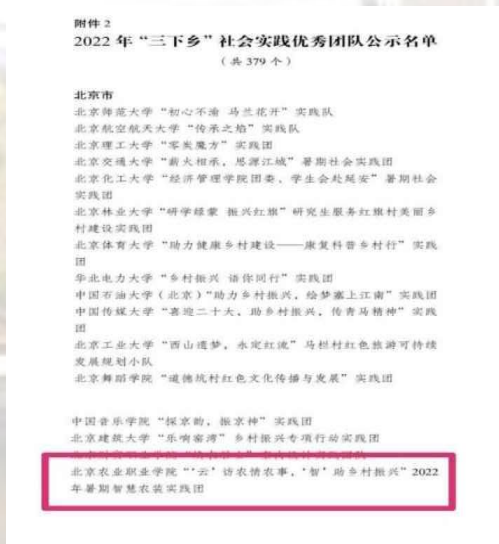 附件 2
2022 年“三下乡”社会实践优秀团队公示名单
（共 379 个）
北京市
北京师范大学“初心不渝 马兰花开”实践队
北京航空航天大学“传承之焰”实践队
北京理工大学“零炭魔方”实践团
北京交通大学“薪火相承，思源江城”暑期社会实践团
北京化工大学“经济管理学院团委、学生会赴延安”暑期社会
实践团
北京林业大学“研学绿蒙 振兴红旗”研究生服务红旗村美丽乡
村建设实践团
北京体育大学“助力健康乡村建设——康复科普乡村行”实践
团
华北电力大学“乡村振兴 语你同行”实践团
中国石油大学（北京）“助力乡村振兴，绘梦塞上江南”实践团
中国传媒大学“喜迎二十大，助乡村振兴，传青马精神”实践
团
北京工业大学“西山遗梦，永定红流”马栏村红色旅游可持续
发展规划小队
北京舞蹈学院“道德坑村红色文化传播与发展”实践团
中国音乐学院“探京韵，振京神”实践团
北京建筑大学“乐响窑湾”乡村振兴专项行动实践团
北京农业职业学院“‘云’访农情农事，‘智’助乡村振兴”2022
年暑期智慧农装实践团